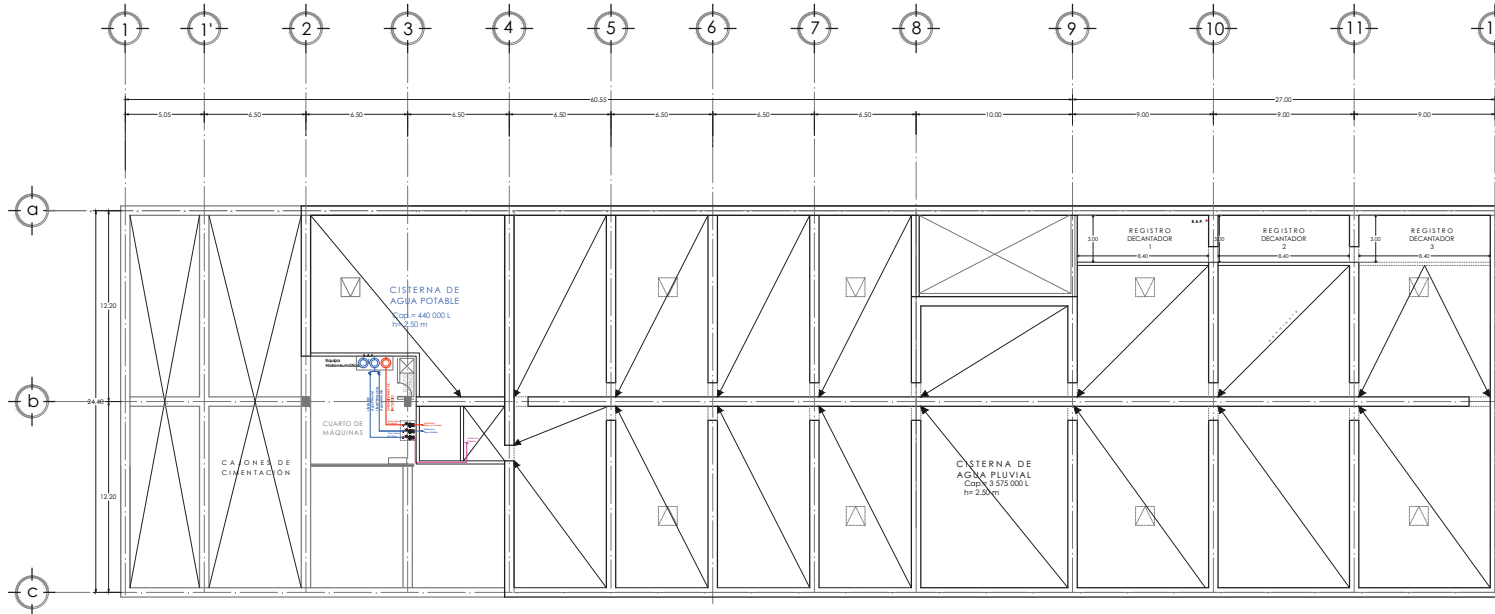 1
1'
2
3
4
5
6
7
8
9
10
11
60.55
27.00
5.05
6.50
6.50
6.50
6.50
6.50
6.50
6.50
10.00
9.00
9.00
9.00
a
b
c
12.20
24.40
12.20
B.A.P.
3.00
REGISTRO
DECANTADOR
1
8.40
3.00
REGISTRO
DECANTADOR
2
8.40
3.00
REGISTRO
DECANTADOR
3
8.40
CISTERNA DE
AGUA POTABLE
Cap.= 440 000 L
h= 2.50 m
Equipo
Hidroneumático
CUARTO DE
MÁQUINAS
CAJONES DE
CIMENTACIÓN
CISTERNA DE
AGUA PLUVIAL
Cap.= 3 575 000 L
h= 2.50 m